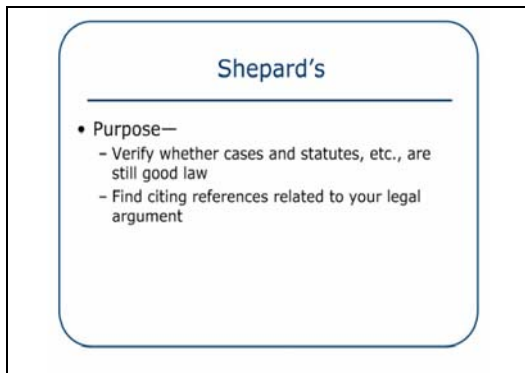 Shepard's
• Purpose—
– Verify whether cases and statutes, etc., are
still good law
– Find citing references related to your legal
argument